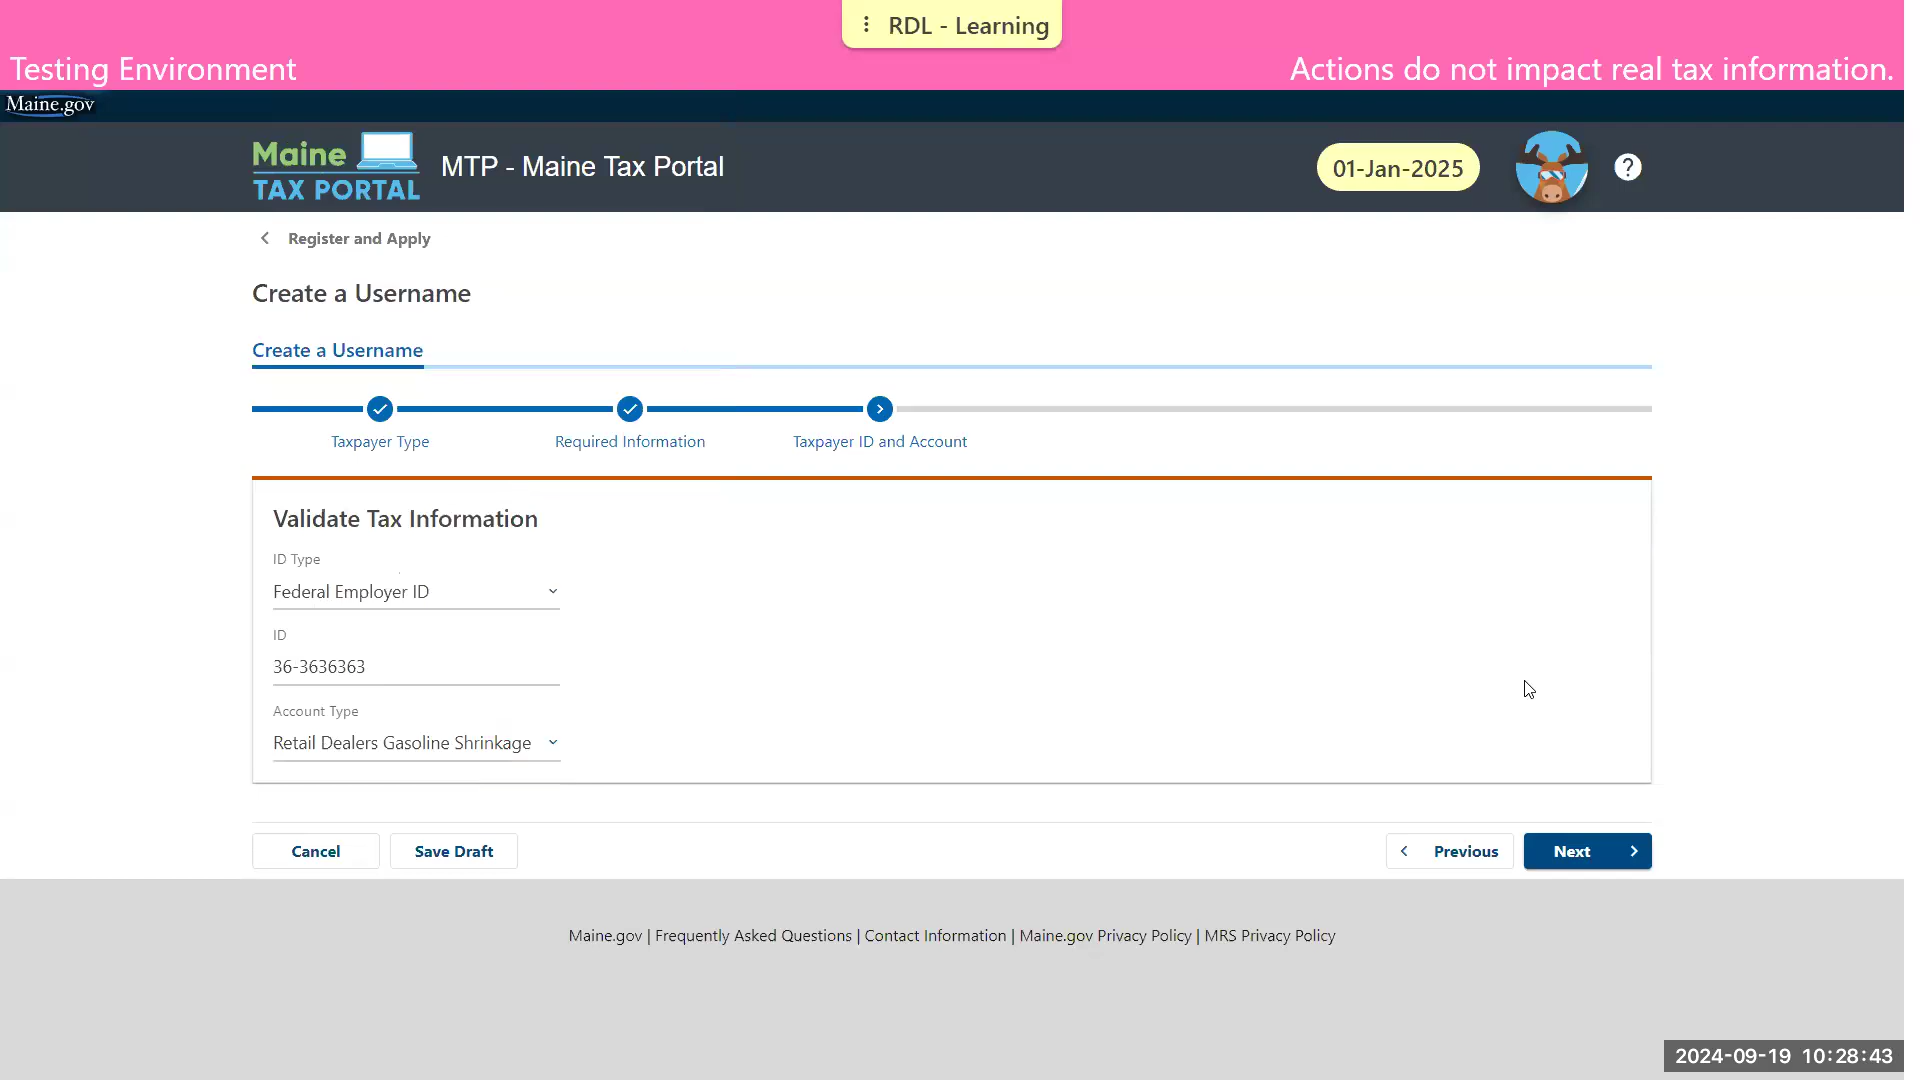 RDL - Learning
Testing Environment
Actions do not impact real tax information.
Maine.gov
Maine
TAX PORTAL
MTP - Maine Tax Portal
01-Jan-2025
?
Register and Apply
Create a Username
Create a Username
Taxpayer Type
Required Information
Taxpayer ID and Account
Validate Tax Information
ID Type
Federal Employer ID
ID
36-3636363
Account Type
Retail Dealers Gasoline Shrinkage
Cancel
Save Draft
Previous
Next
Maine.gov | Frequently Asked Questions | Contact Information | Maine.gov Privacy Policy | MRS Privacy Policy
2024-09-19 10:28:43